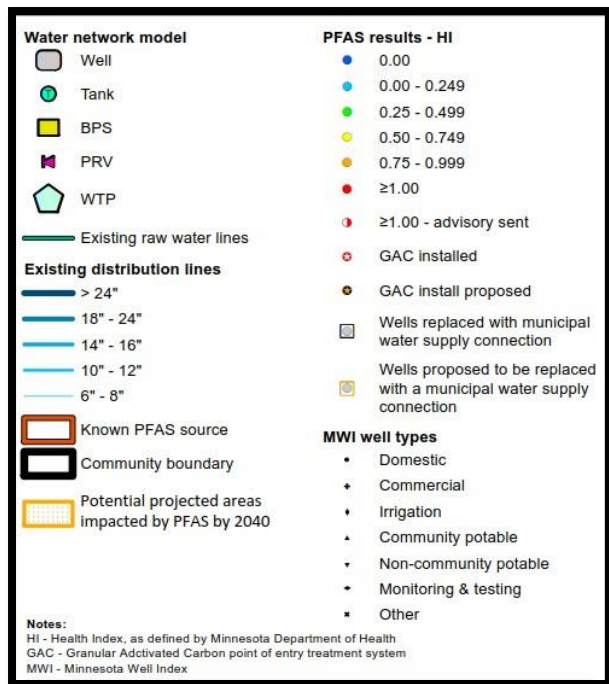 Water network model
Well
T
Tank
BPS
PRV
WTP
Existing raw water lines
Existing distribution lines
> 24"
18" - 24"
14" - 16"
10" - 12"
6" - 8"
Known PFAS source
Community boundary
Potential projected areas
impacted by PFAS by 2040
PFAS results - HI
0.00
0.00 - 0.249
0.25 - 0.499
0.50 - 0.749
0.75 - 0.999
≥1.00
≥1.00 - advisory sent
GAC installed
GAC install proposed
Wells replaced with municipal
water supply connection
Wells proposed to be replaced
with a municipal water supply
connection
MWI well types
Domestic
Commercial
Irrigation
Community potable
Non-community potable
Monitoring & testing
Other
Notes:
HI - Health Index, as defined by Minnesota Department of Health
GAC - Granular Adctivated Carbon point of entry treatment system
MWI - Minnesota Well Index